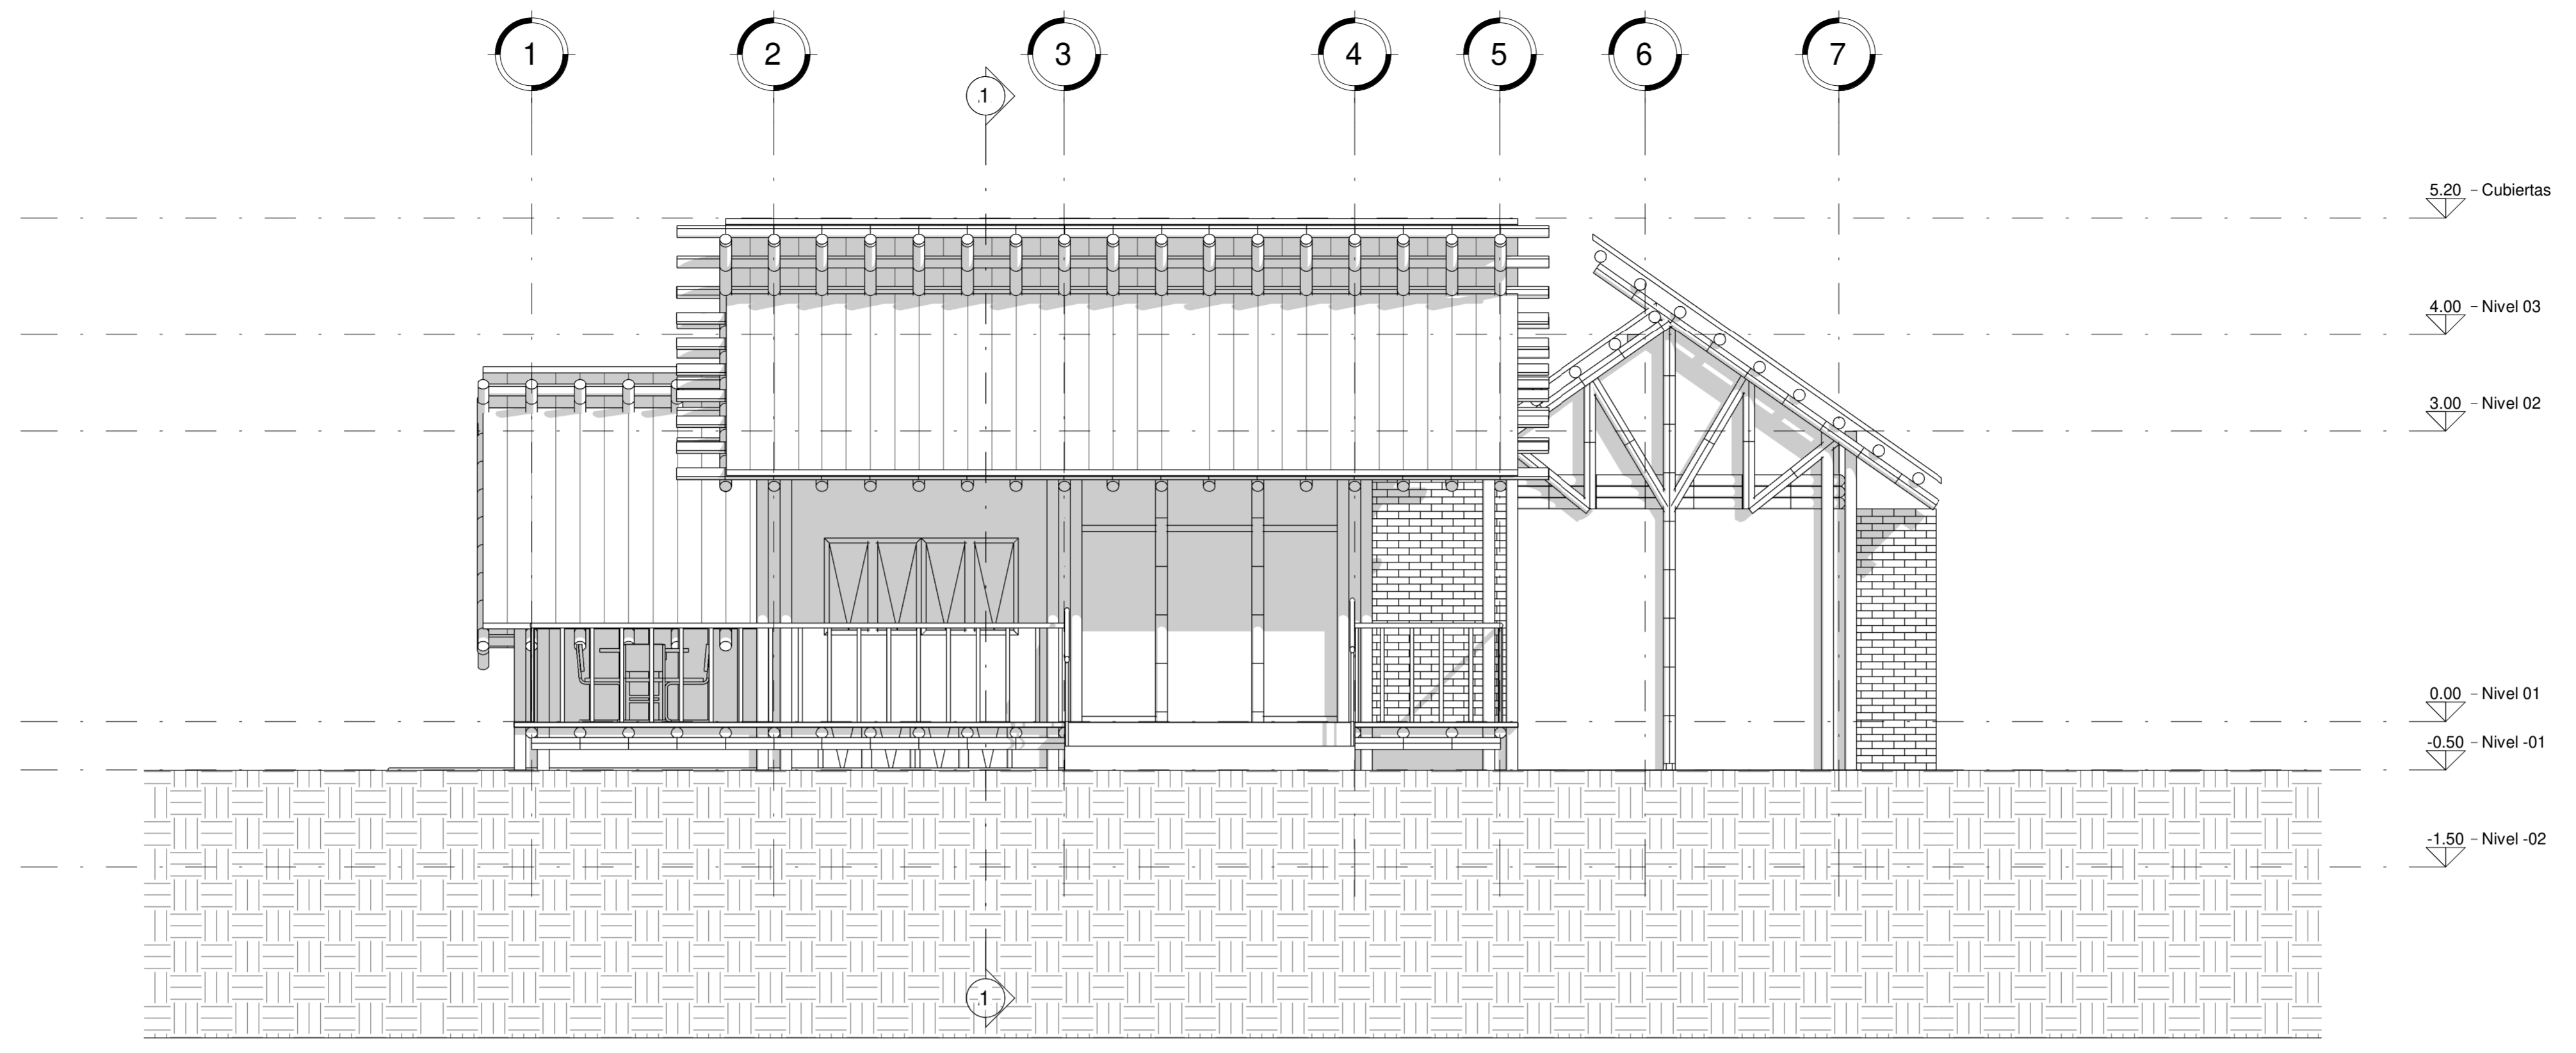 1 2 3 4 5 6 7
1
5.20 - Cubiertas
4.00 - Nivel 03
3.00 - Nivel 02
0.00 - Nivel 01
-0.50 - Nivel -01
-1.50 - Nivel -02
1